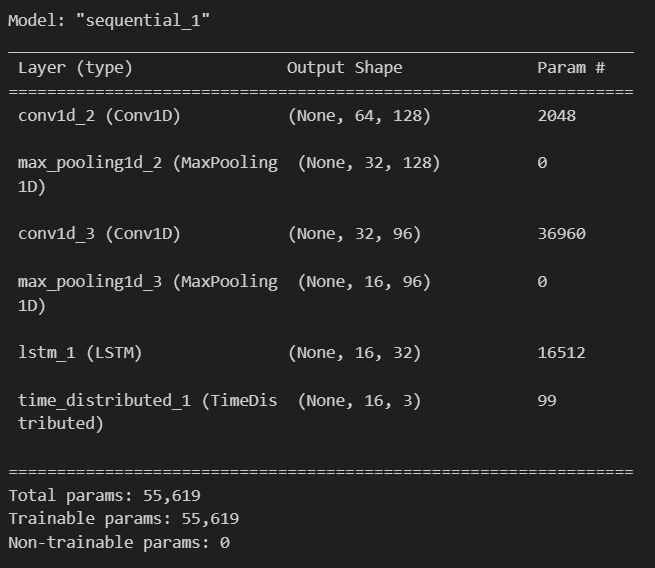 Model: "sequential_1"
_________________________________________________________________
Layer (type)                Output Shape              Param #
=================================================================
conv1d_2 (Conv1D)           (None, 64, 128)           2048
max_pooling1d_2 (MaxPooling  (None, 32, 128)          0
1D)
conv1d_3 (Conv1D)           (None, 32, 96)            36960
max_pooling1d_3 (MaxPooling  (None, 16, 96)           0
1D)
lstm_1 (LSTM)               (None, 16, 32)            16512
time_distributed_1 (TimeDis  (None, 16, 3)            99
tributed)
=================================================================
Total params: 55,619
Trainable params: 55,619
Non-trainable params: 0